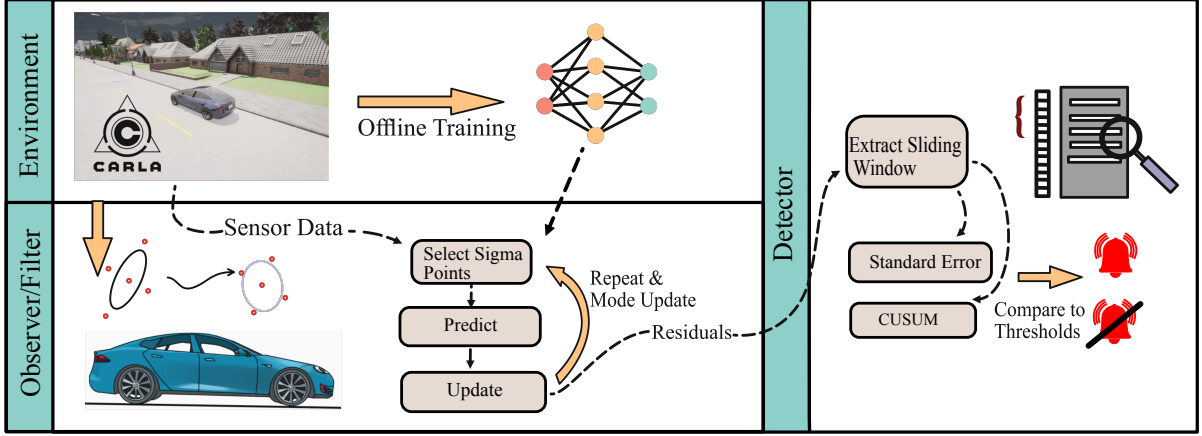 Environment
CARLA
Offline Training
Observer/Filter
Sensor Data
Select Sigma
Points
Predict
Update
Repeat &
Mode Update
Residuals
Detector
Extract Sliding
Window
Standard Error
CUSUM
Compare to
Thresholds